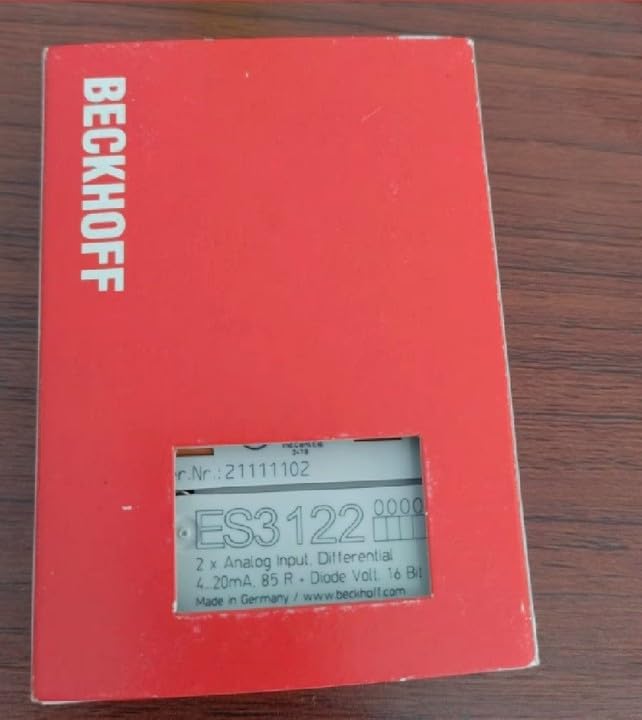 BECKHOFF
er.Nr.:21111102
ES3122 0000
2 x Analog Input, Differential
4..20mA, 85 R + Diode Volt. 16 Bit
Made in Germany / www.beckhoff.com